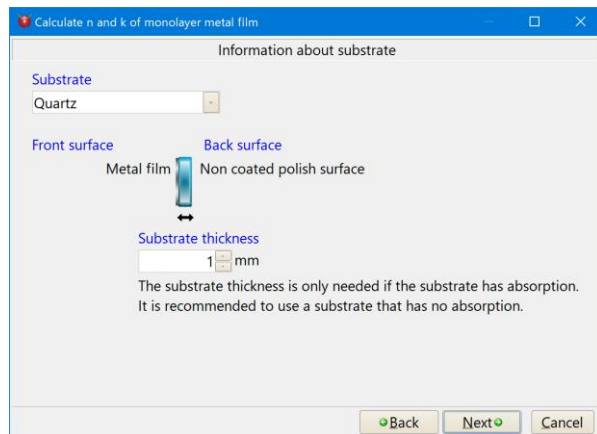 Calculate n and k of monolayer metal film
Information about substrate
Substrate
Quartz
Front surface
Back surface
Metal film
Non coated polish surface
Substrate thickness
1 mm
The substrate thickness is only needed if the substrate has absorption.
It is recommended to use a substrate that has no absorption.
Back
Next
Cancel